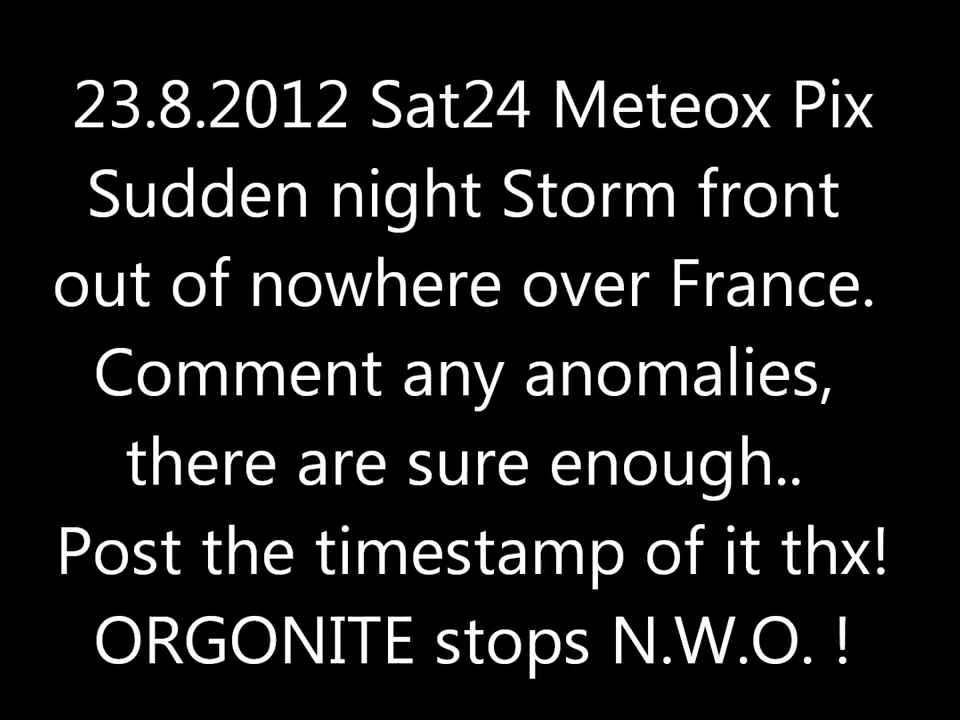 23.8.2012 Sat24 Meteox Pix
Sudden night Storm front
out of nowhere over France.
Comment any anomalies,
there are sure enough..
Post the timestamp of it thx!
ORGONITE stops N.W.O. !